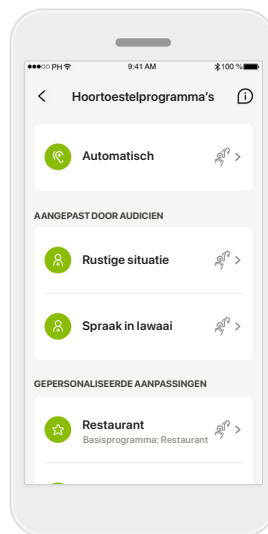 PH 9:41 AM 100 %
Hoortoestelprogramma's
Automatisch
AANGEPAST DOOR AUDICIEN
Rustige situatie
Spraak in lawaai
GEPERSONALISEERDE AANPASSINGEN
Restaurant
Basisprogramma: Restaurant